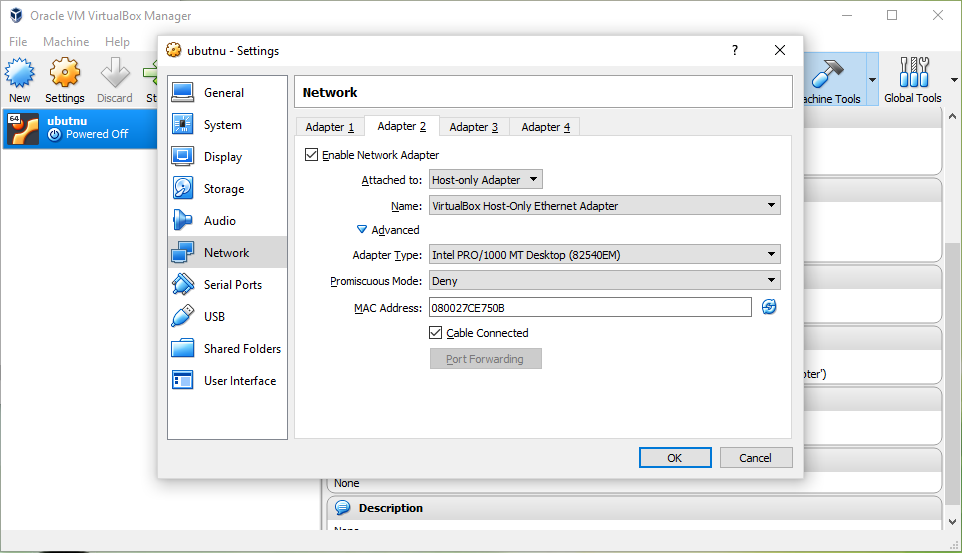 Oracle VM VirtualBox Manager
File Machine Help
New Settings Discard St
achine Tools Global Tools
64
ubutnu
Powered Off
ubutnu - Settings
?
General
System
Display
Storage
Audio
Network
Serial Ports
USB
Shared Folders
User Interface
Network
Adapter 1 Adapter 2 Adapter 3 Adapter 4
Enable Network Adapter
Attached to: Host-only Adapter
Name: VirtualBox Host-Only Ethernet Adapter
Advanced
Adapter Type: Intel PRO/1000 MT Desktop (82540EM)
Promiscuous Mode: Deny
MAC Address: 080027CE750B
Cable Connected
Port Forwarding
OK Cancel
pter')
None
Description
None